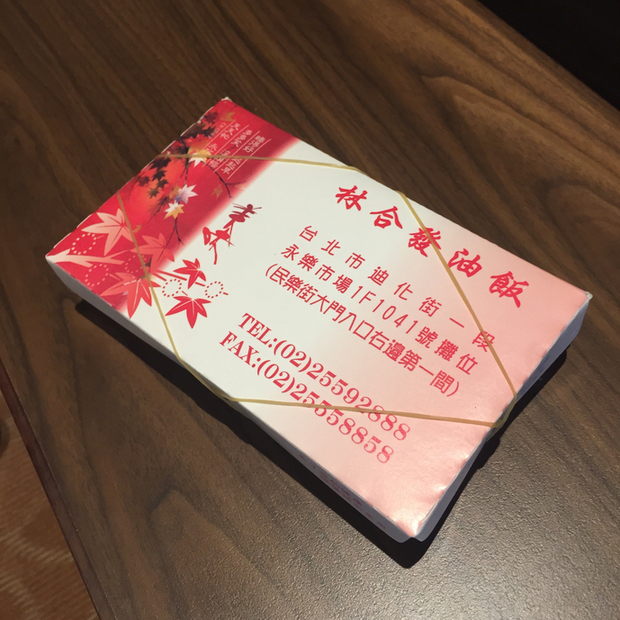 林合發油飯
台北市迪化街一段
永樂市場1F1041號攤位
(民樂街大門入口右邊第一間)
TEL:(02)25592888
FAX:(02)25558858